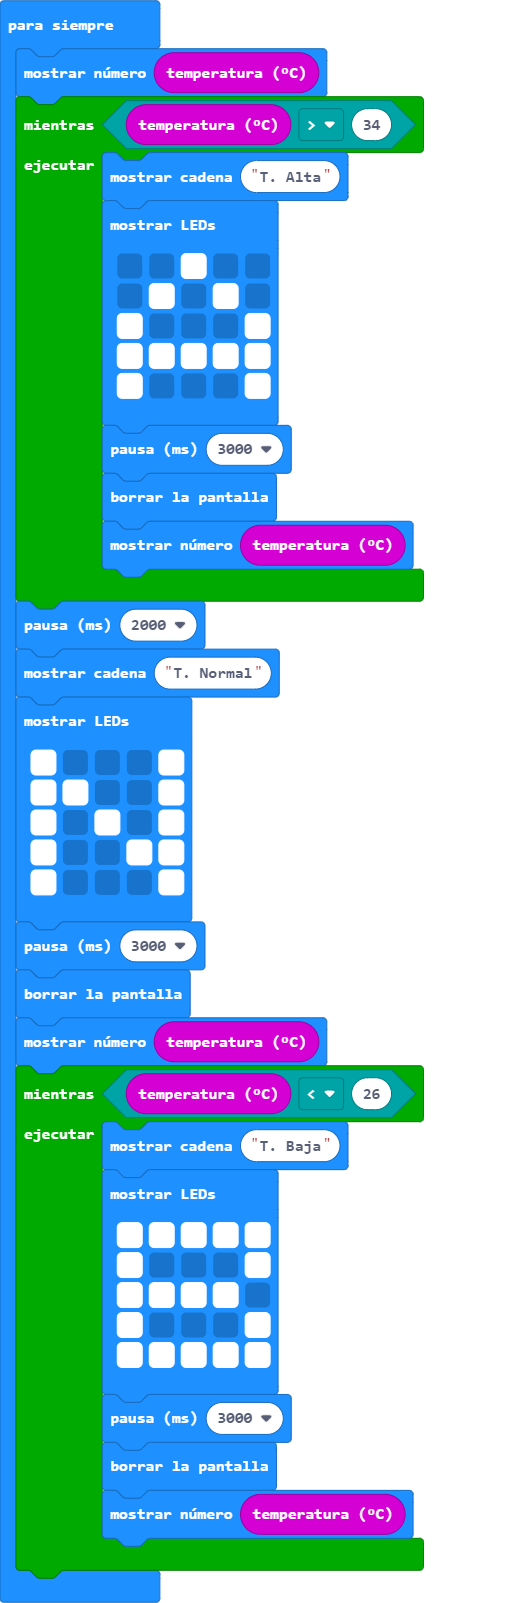 para siempre
mostrar número temperatura (ºC)
mientras temperatura (ºC) > 34
ejecutar
mostrar cadena "T. Alta"
mostrar LEDs
pausa (ms) 3000
borrar la pantalla
mostrar número temperatura (ºC)
pausa (ms) 2000
mostrar cadena "T. Normal"
mostrar LEDs
pausa (ms) 3000
borrar la pantalla
mostrar número temperatura (ºC)
mientras temperatura (ºC) < 26
ejecutar
mostrar cadena "T. Baja"
mostrar LEDs
pausa (ms) 3000
borrar la pantalla
mostrar número temperatura (ºC)